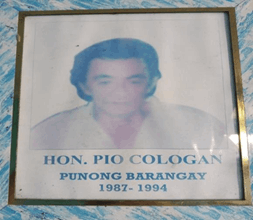 HON. PIO COLOGAN
PUNONG BARANGAY
1987- 1994